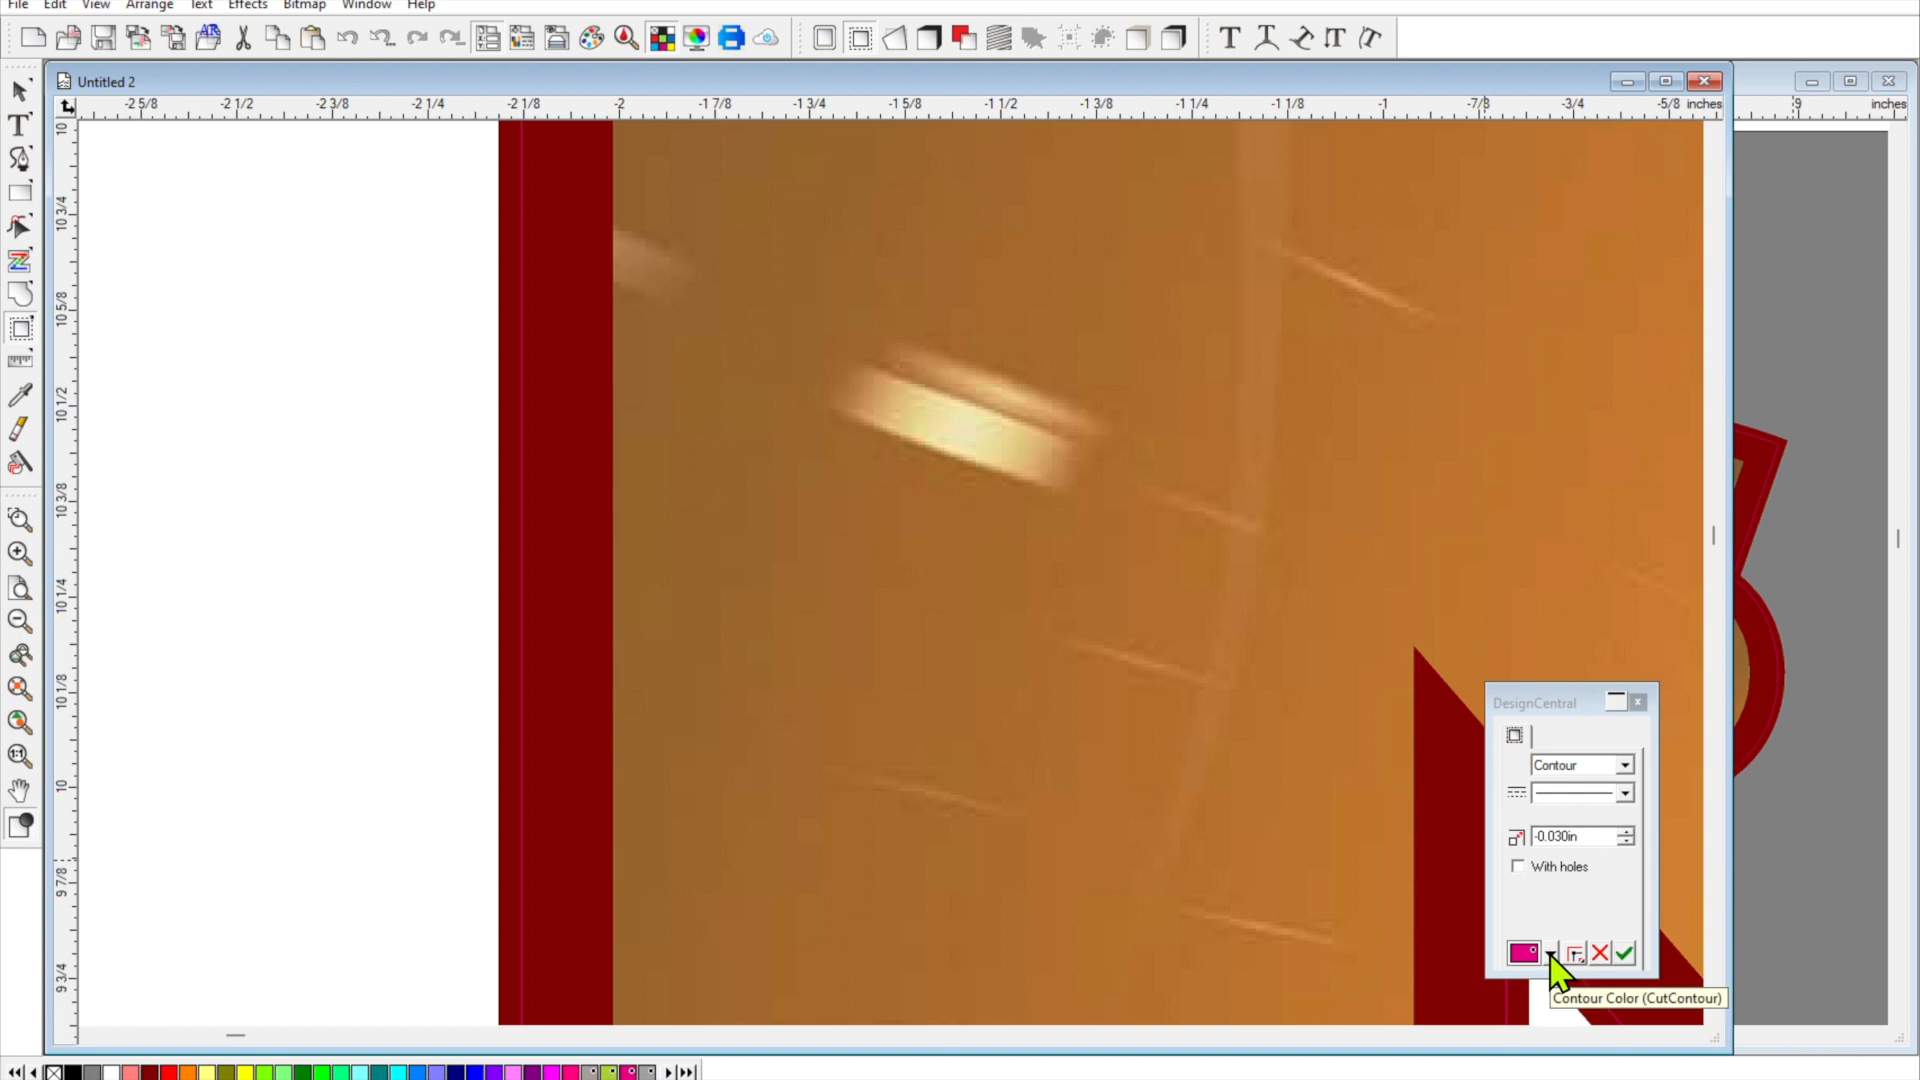 File Edit View Arrange Text Effects Bitmap Window Help
Untitled 2
-2 5/8 -2 1/2 -2 3/8 -2 1/4 -2 1/8 -2 -1 7/8 -1 3/4 -1 5/8 -1 1/2 -1 3/8 -1 1/4 -1 1/8 -1 -7/8 -3/4 -5/8 inches 9 inches
10
10 3/4
10 5/8
10 1/2
10 3/8
10 1/4
10 1/8
10
9 7/8
9 3/4
DesignCentral
Contour
-0.030in
With holes
Contour Color (CutContour)